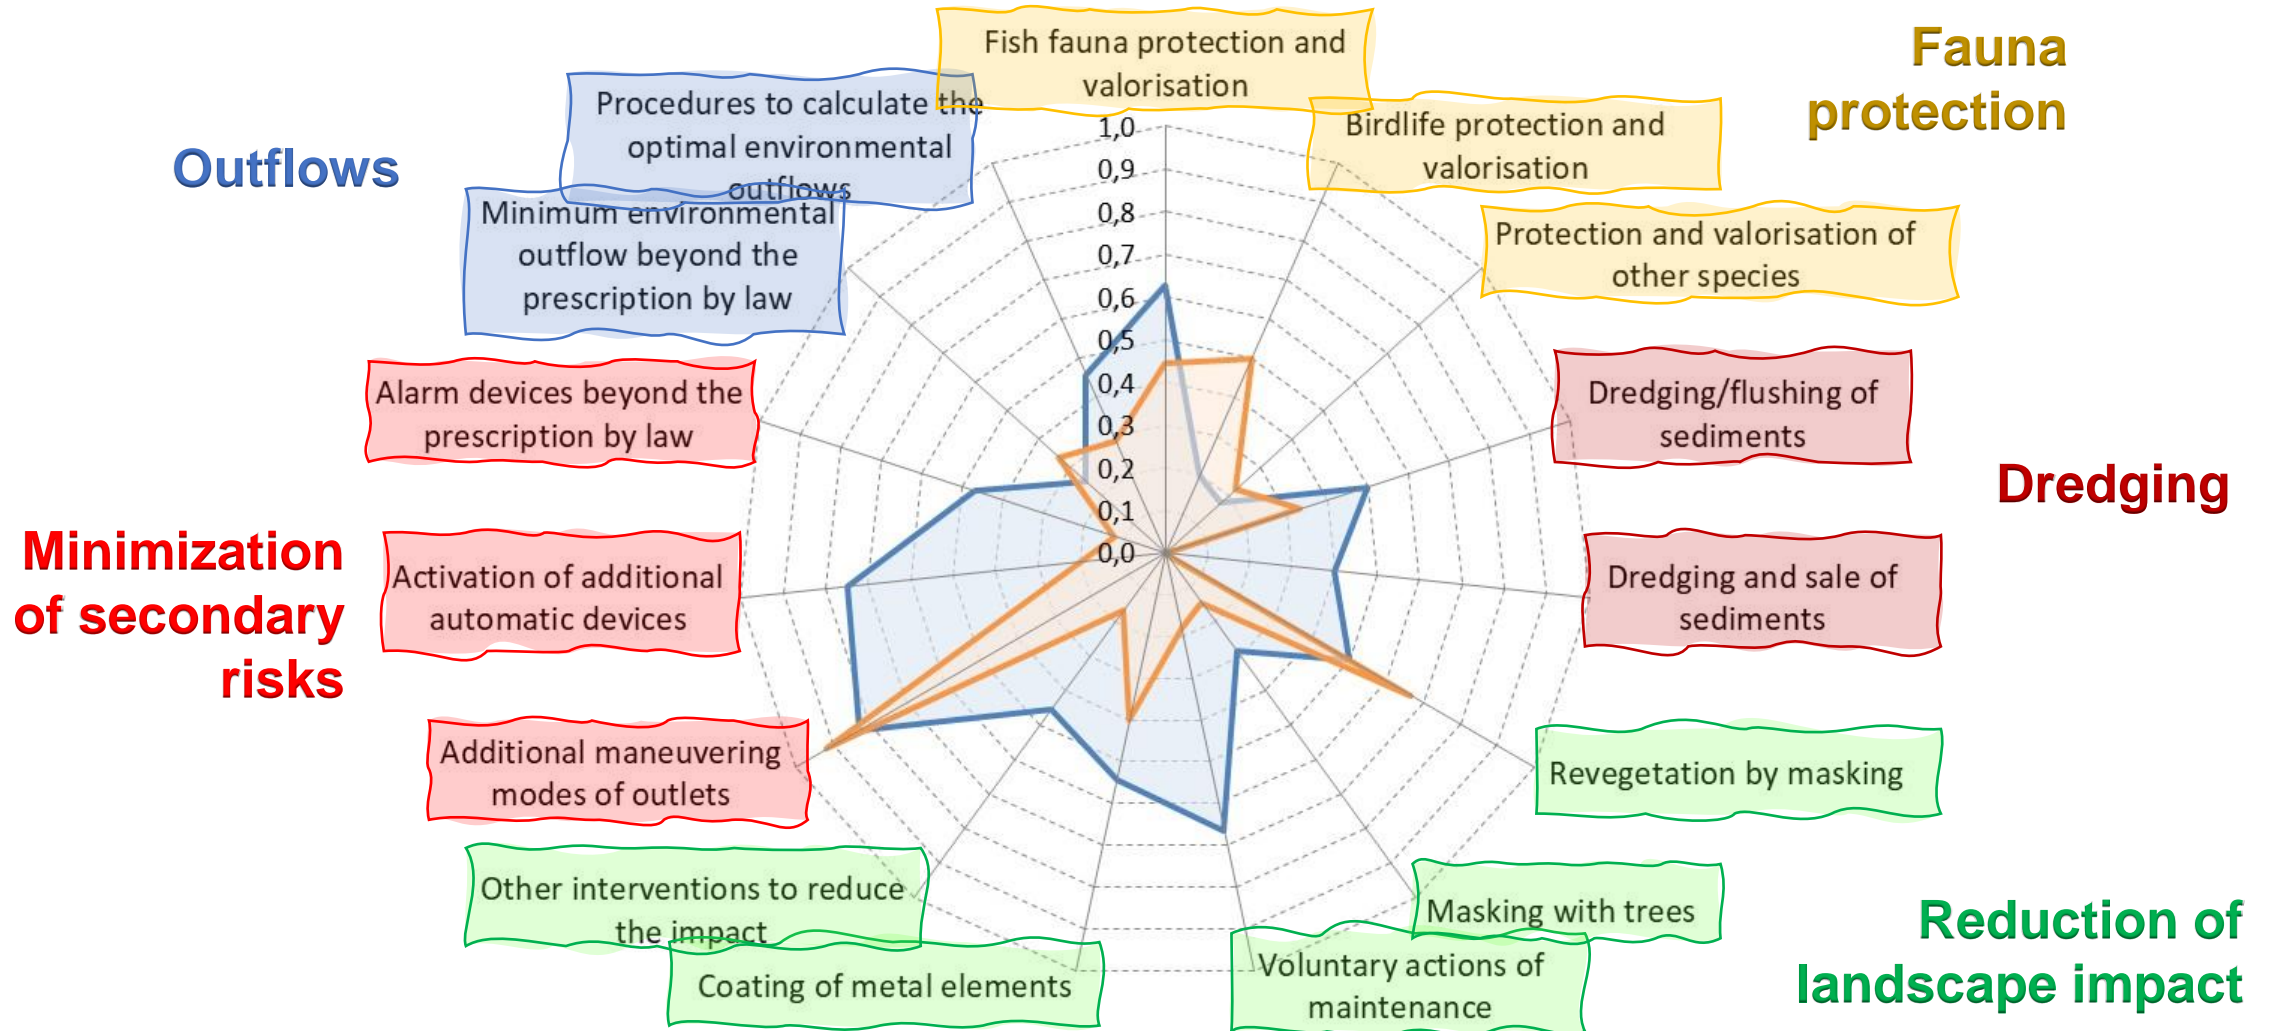 Fish fauna protection and
valorisation
Fauna
protection
Procedures to calculate the
optimal environmental
outflows
Birdlife protection and
valorisation
Outflows
Minimum environmental
outflow beyond the
prescription by law
Protection and valorisation of
other species
1,0
0,9
0,8
0,7
0,6
0,5
0,4
0,3
0,2
0,1
0,0
Alarm devices beyond the
prescription by law
Dredging/flushing of
sediments
Dredging
Minimization
of secondary
risks
Activation of additional
automatic devices
Dredging and sale of
sediments
Additional maneuvering
modes of outlets
Revegetation by masking
Other interventions to reduce
the impact
Masking with trees
Reduction of
landscape impact
Coating of metal elements
Voluntary actions of
maintenance